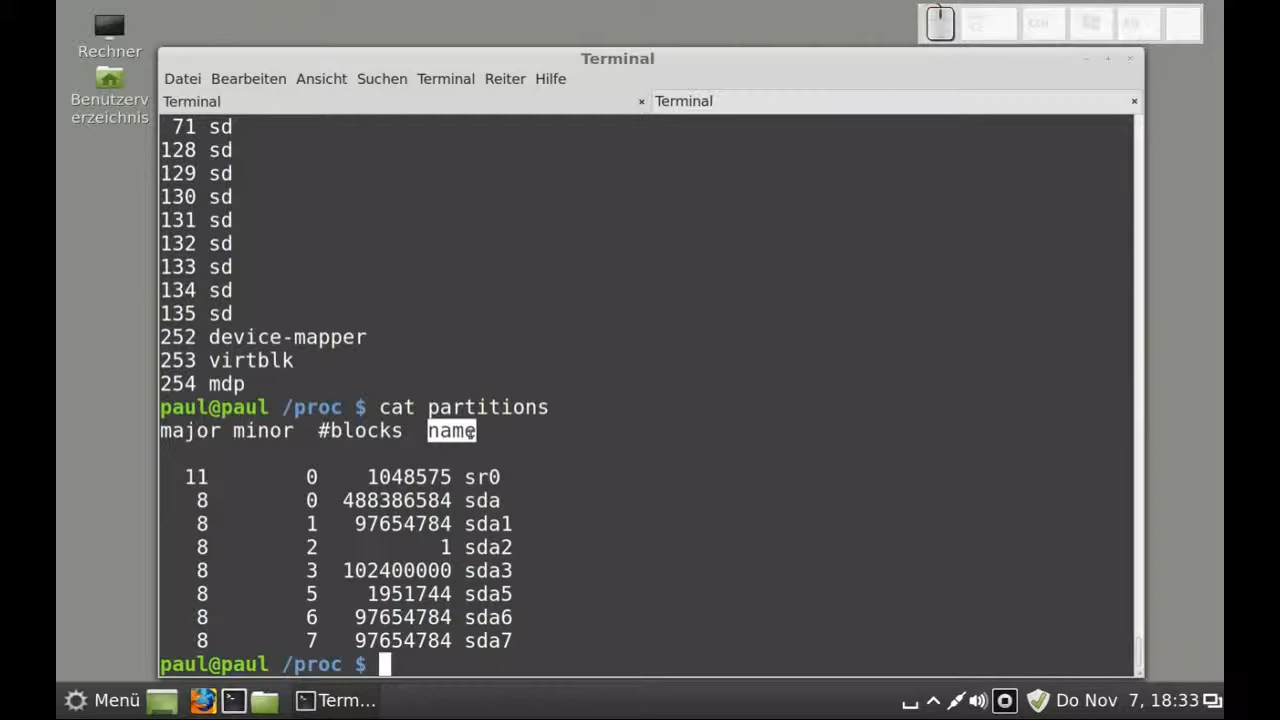 Rechner
Benutzerv
erzeichnis
Terminal
Datei Bearbeiten Ansicht Suchen Terminal Reiter Hilfe
Terminal × Terminal ×
71 sd
128 sd
129 sd
130 sd
131 sd
132 sd
133 sd
134 sd
135 sd
252 device-mapper
253 virtblk
254 mdp
paul@paul /proc $ cat partitions
major minor  #blocks  name
11 0 1048575 sr0
8 0 488386584 sda
8 1 97654784 sda1
8 2 1 sda2
8 3 102400000 sda3
8 5 1951744 sda5
8 6 97654784 sda6
8 7 97654784 sda7
paul@paul /proc $
Menü Term... Do Nov 7, 18:33